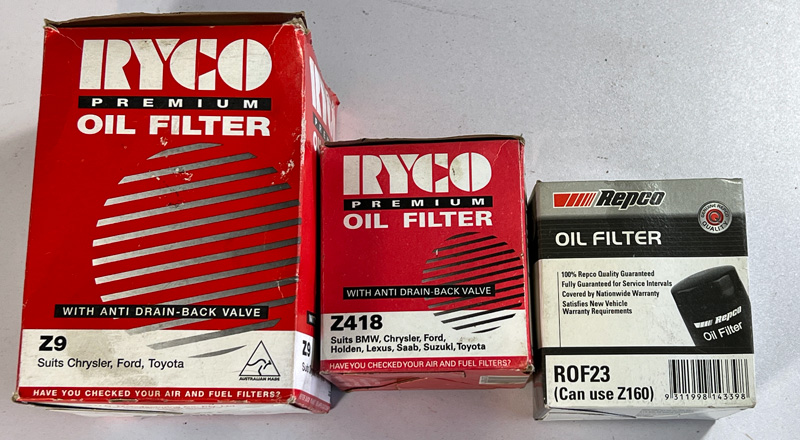 RYCO
PREMIUM
OIL FILTER
WITH ANTI DRAIN-BACK VALVE
Z9
Suits Chrysler, Ford, Toyota
AUSTRALIAN MADE
HAVE YOU CHECKED YOUR AIR AND FUEL FILTERS?
Z9
RYCO
PREMIUM
OIL FILTER
WITH ANTI DRAIN-BACK VALVE
Z418
Suits BMW, Chrysler, Ford,
Holden, Lexus, Saab, Suzuki, Toyota
HAVE YOU CHECKED YOUR AIR AND FUEL FILTERS?
Repco
OIL FILTER
100% Repco Quality Guaranteed
Fully Guaranteed for Service Intervals
Covered by Nationwide Warranty
Satisfies New Vehicle
Warranty Requirements
Repco
Oil Filter
ROF23
(Can use Z160)
9 311998 143398